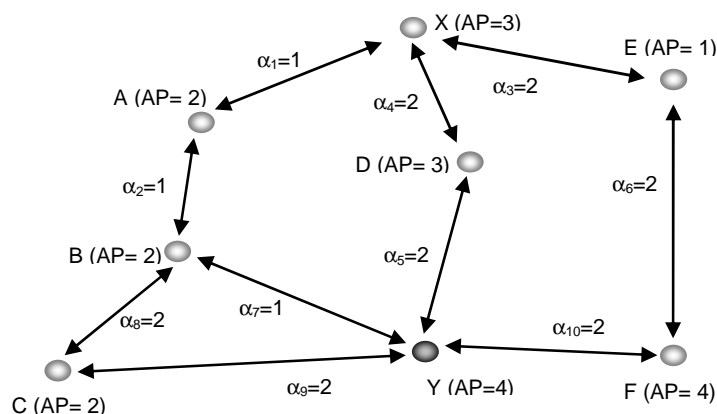 X (AP=3)
E (AP= 1)
α₁=1
α₃=2
A (AP= 2)
α₄=2
D (AP= 3)
α₂=1
α₆=2
B (AP= 2)
α₅=2
α₈=2
α₇=1
α₁₀=2
C (AP= 2)
α₉=2
Y (AP=4)
F (AP= 4)